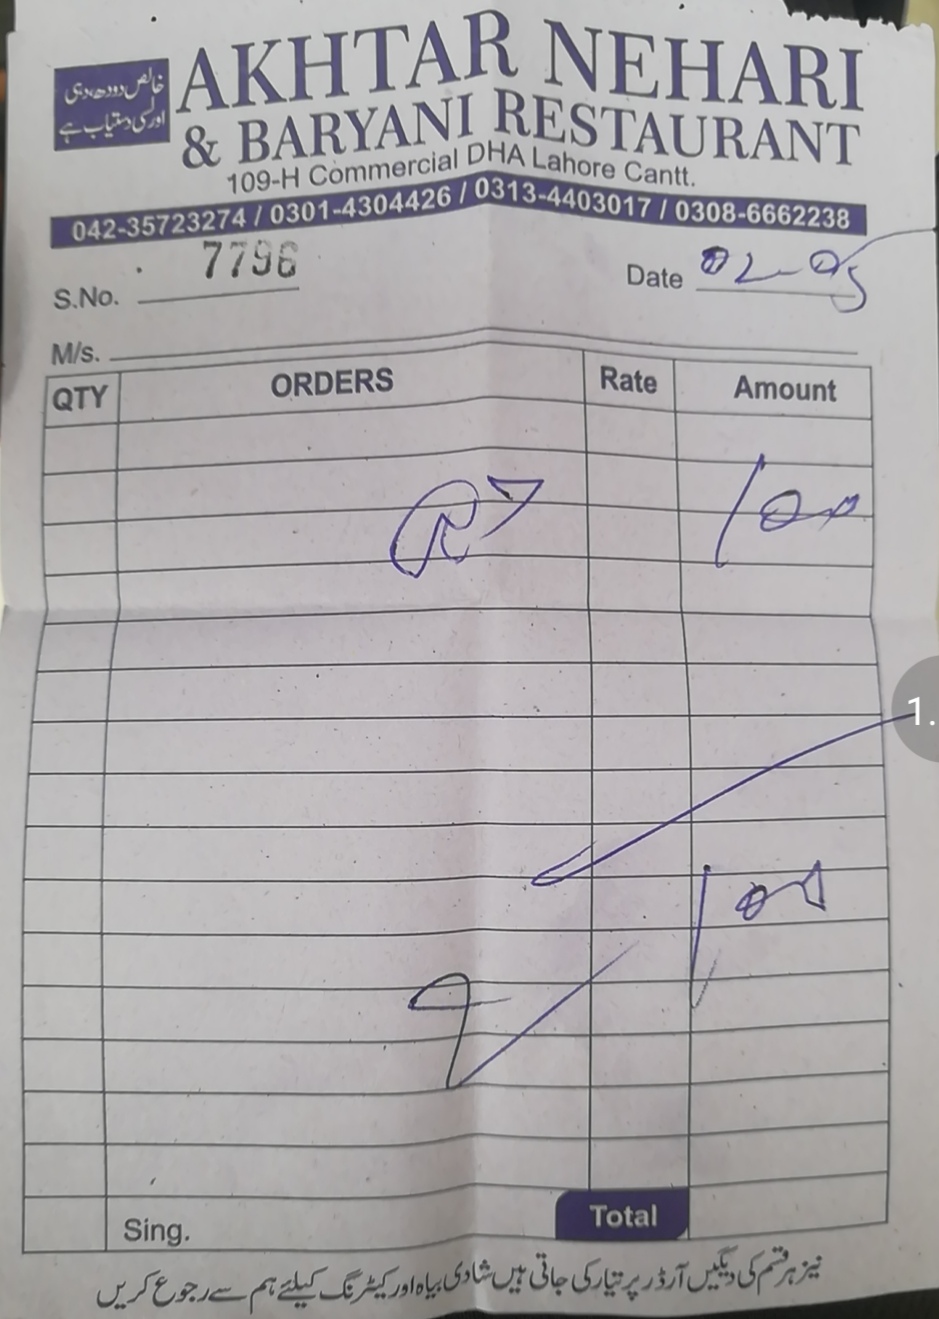 خالص دودھ، دہی
اور لسی دستیاب ہے
AKHTAR NEHARI
& BARYANI RESTAURANT
109-H Commercial DHA Lahore Cantt.
042-35723274 / 0301-4304426 / 0313-4403017 / 0308-6662238
S.No. 7796 Date 02-05
M/s.
QTY ORDERS Rate Amount
100
1.
100
Sing. Total
نیز ہر قسم کی دیگیں آرڈر پر تیار کی جاتی ہیں شادی بیاہ اور کیٹرنگ کیلئے ہم سے رجوع کریں